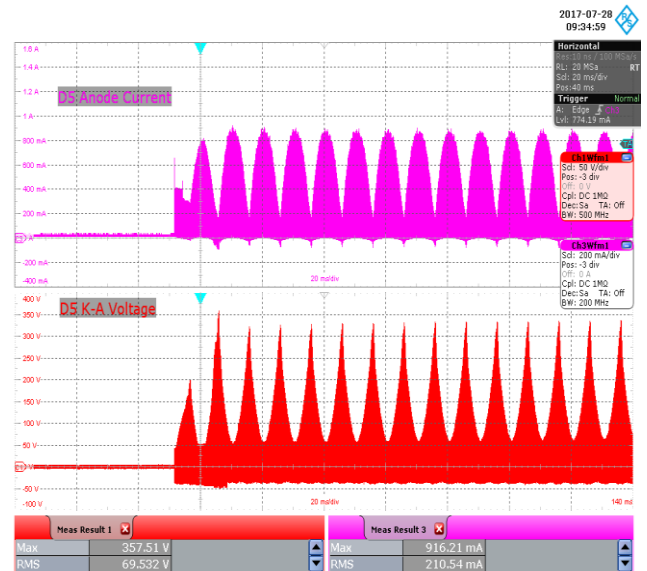 2017-07-28
09:34:59
Horizontal
Res:10 ns / 100 MSa/s
RL: 20 MSa RT
Scl: 20 ms/div
Pos:40 ms
Trigger Normal
A: Edge
Lvl: 774.19 mA
1.6 A
1.4 A
1.2 A
1 A
800 mA
600 mA
400 mA
200 mA
-200 mA
-400 mA
D5 Anode Current
20 ms/div
Ch1Wfm1
Scl: 50 V/div
Pos: -3 div
Off: 0 V
Cpl: DC 1MΩ
Dec:Sa TA: Off
BW: 500 MHz
Ch3Wfm1
Scl: 200 mA/div
Pos: -3 div
Off: 0 A
Cpl: DC 1MΩ
Dec:Sa TA: Off
BW: 200 MHz
400 V
350 V
300 V
250 V
200 V
150 V
100 V
50 V
-50 V
-100 V
D5 K-A Voltage
20 ms/div
140 ms
Meas Result 1
Max 357.51 V
RMS 69.532 V
Meas Result 3
Max 916.21 mA
RMS 210.54 mA